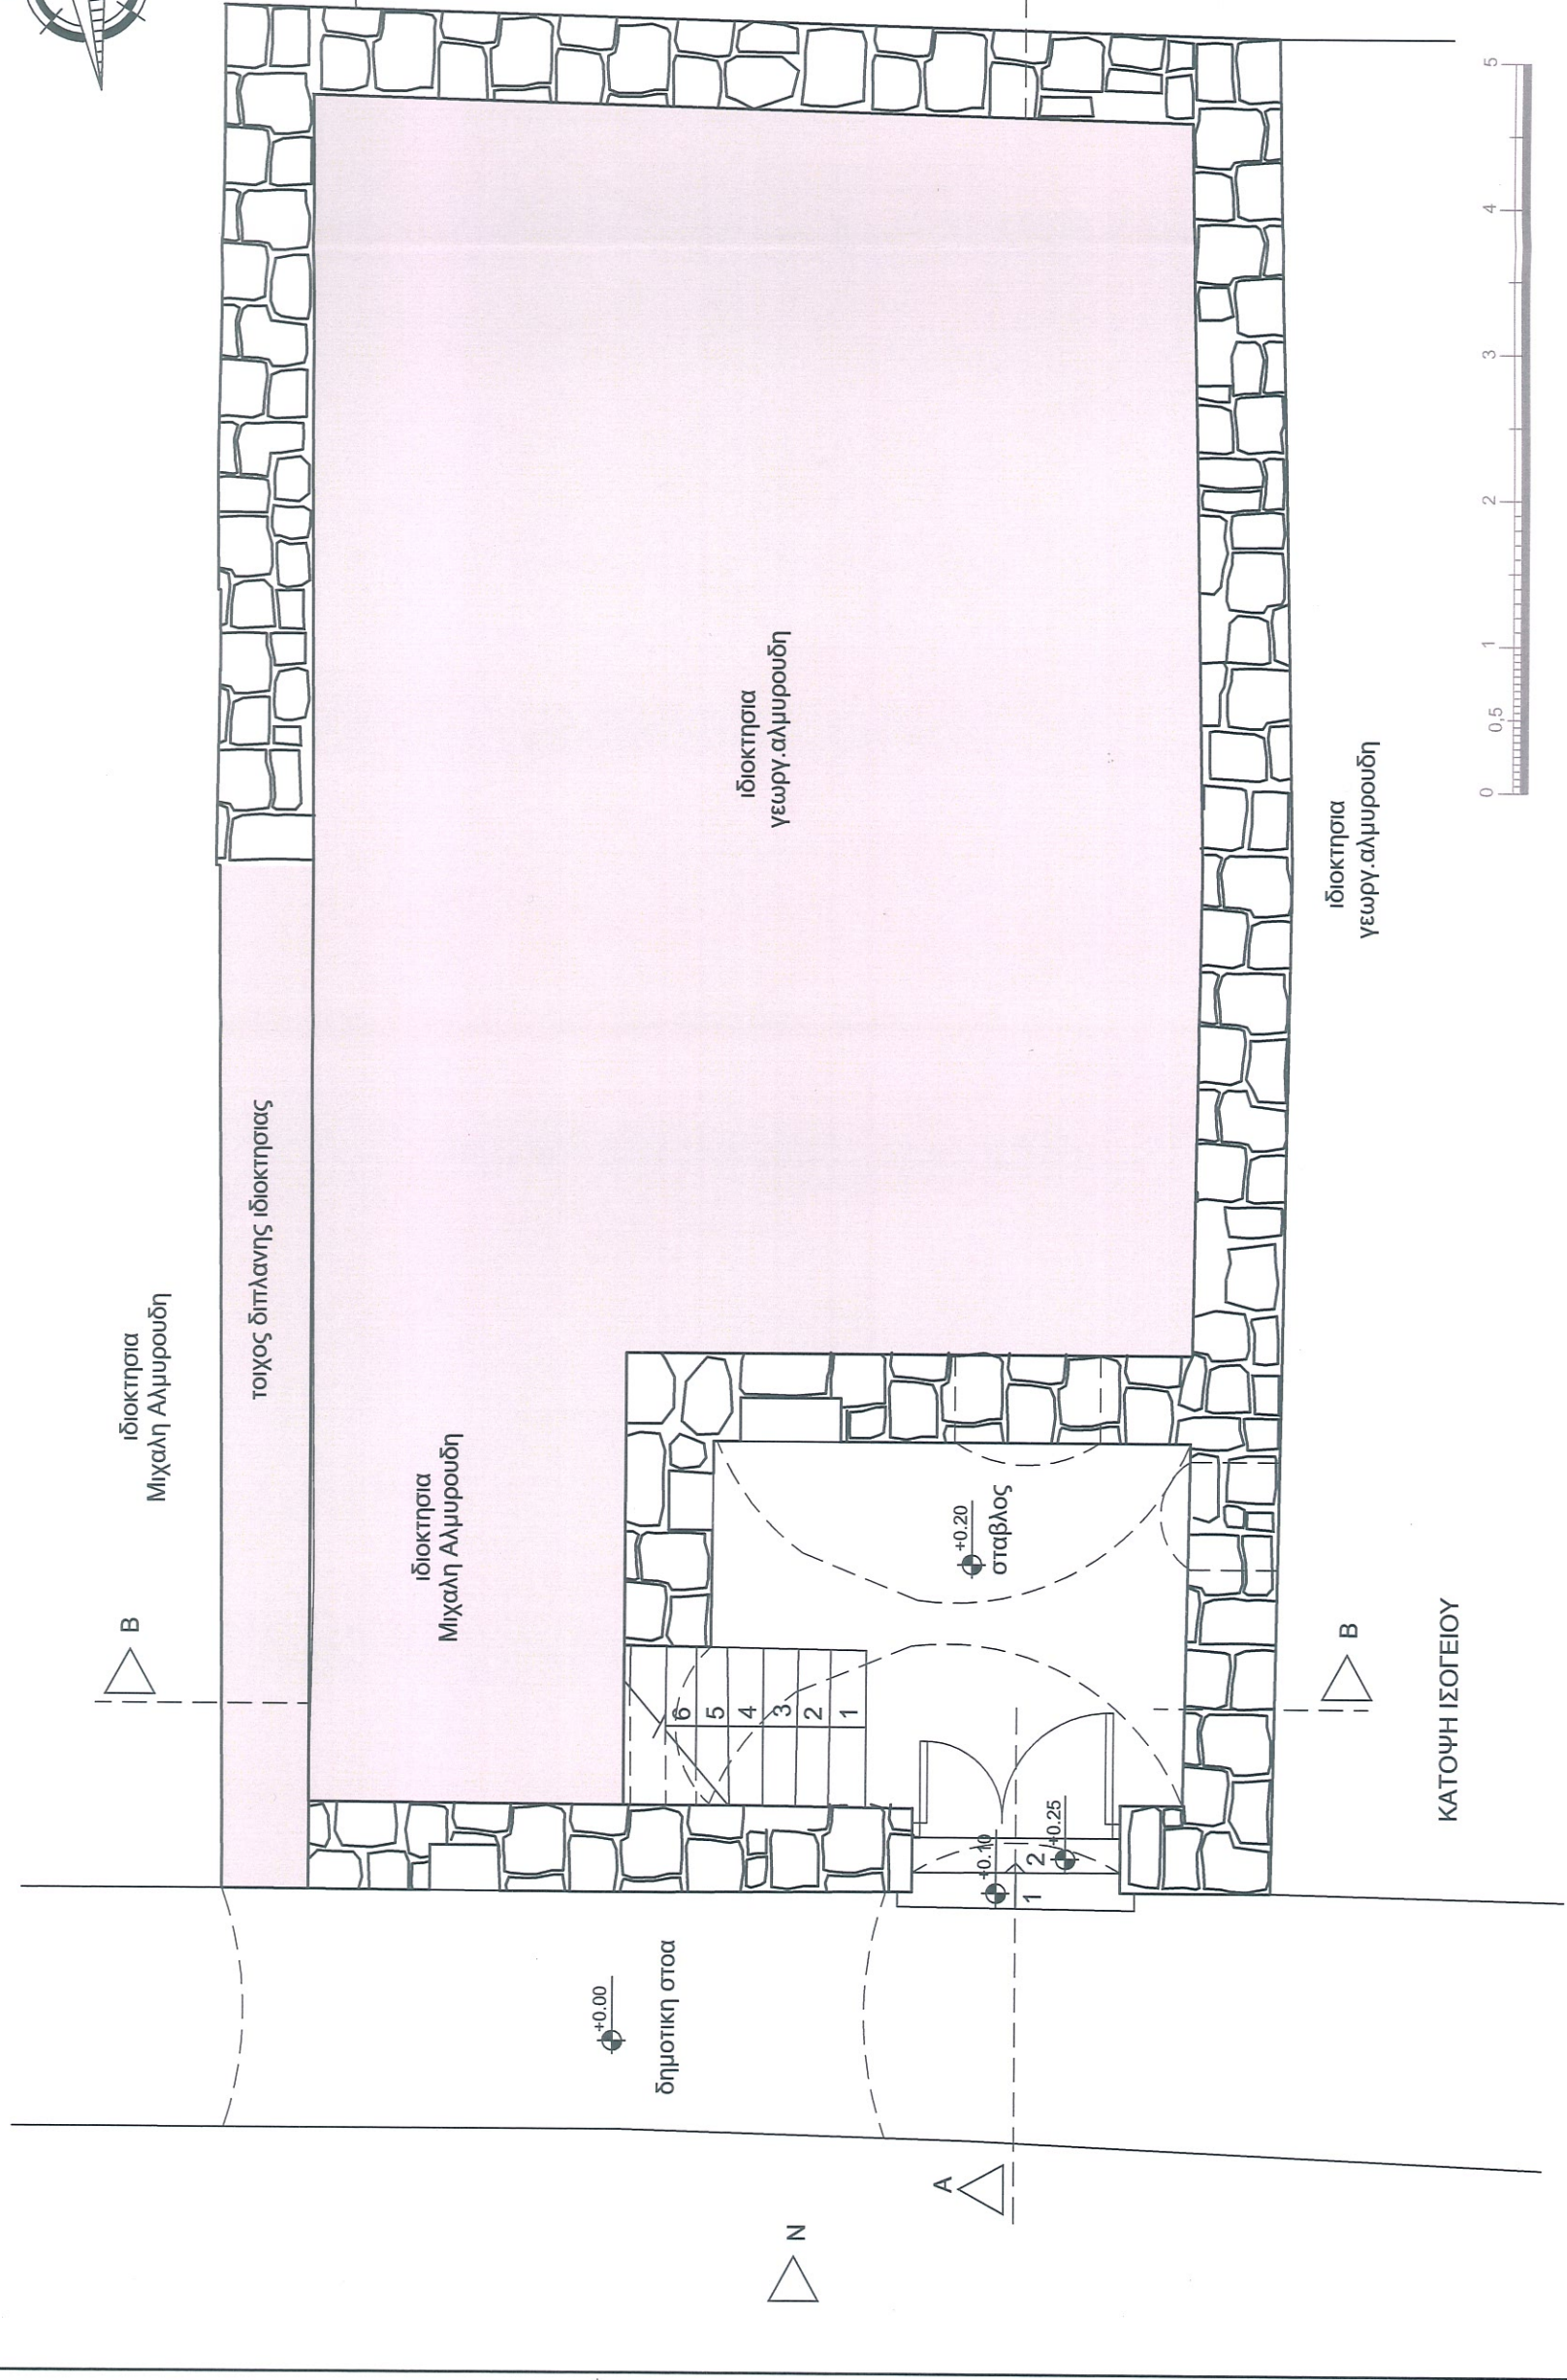 ιδιοκτησια
Μιχαλη Αλμυρουδη
B
τοιχος διπλανης ιδιοκτησιας
ιδιοκτησια
Μιχαλη Αλμυρουδη
ιδιοκτησια
γεωργ.αλμυρουδη
6
5
4
3
2
1
+0.20
σταβλος
+0.10
1
2
+0.25
+0.00
δημοτικη στοα
N
A
B
ιδιοκτησια
γεωργ.αλμυρουδη
ΚΑΤΟΨΗ ΙΣΟΓΕΙΟΥ
0 0,5 1 2 3 4 5